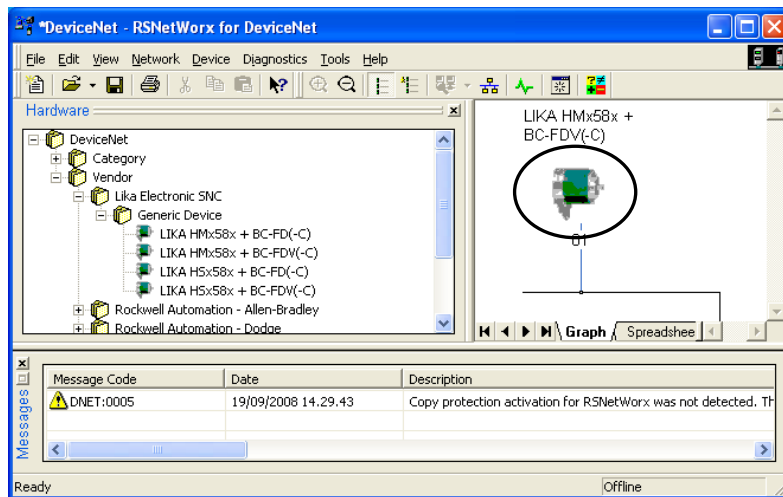 *DeviceNet - RSNetWorx for DeviceNet
File Edit View Network Device Diagnostics Tools Help
Hardware
DeviceNet
Category
Vendor
Lika Electronic SNC
Generic Device
LIKA HMx58x + BC-FD(-C)
LIKA HMx58x + BC-FDV(-C)
LIKA HSx58x + BC-FD(-C)
LIKA HSx58x + BC-FDV(-C)
Rockwell Automation - Allen-Bradley
Rockwell Automation - Dodge
LIKA HMx58x +
BC-FDV(-C)
01
Graph Spreadshee
Messages
Message Code Date Description
DNET:0005 19/09/2008 14.29.43 Copy protection activation for RSNetWorx was not detected. Th
Ready Offline